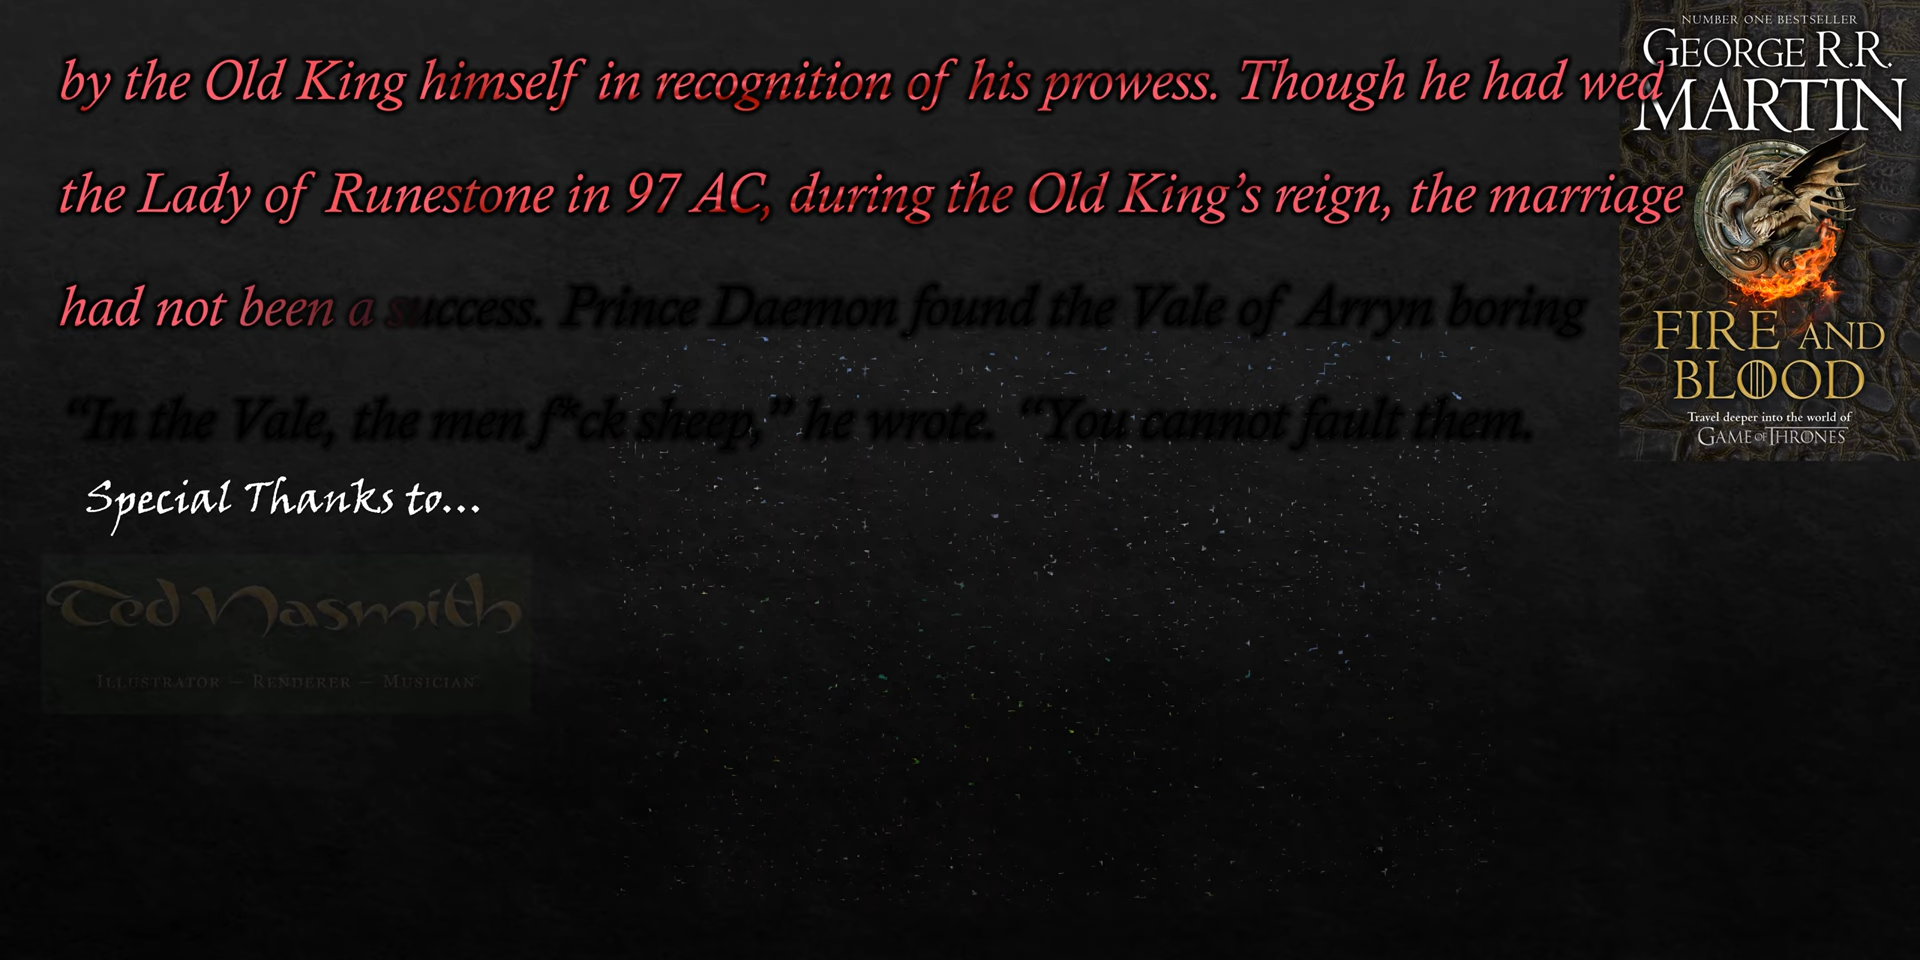 by the Old King himself in recognition of his prowess. Though he had wed
the Lady of Runestone in 97 AC, during the Old King's reign, the marriage
had not been a success. Prince Daemon found the Vale of Arryn boring
“In the Vale, the men f*ck sheep,” he wrote. “You cannot fault them.
Special Thanks to...
Ted Nasmith
Illustrator – Renderer – Musician
NUMBER ONE BESTSELLER
GEORGE R.R.
MARTIN
FIRE AND
BLOOD
Travel deeper into the world of
GAME OF THRONES